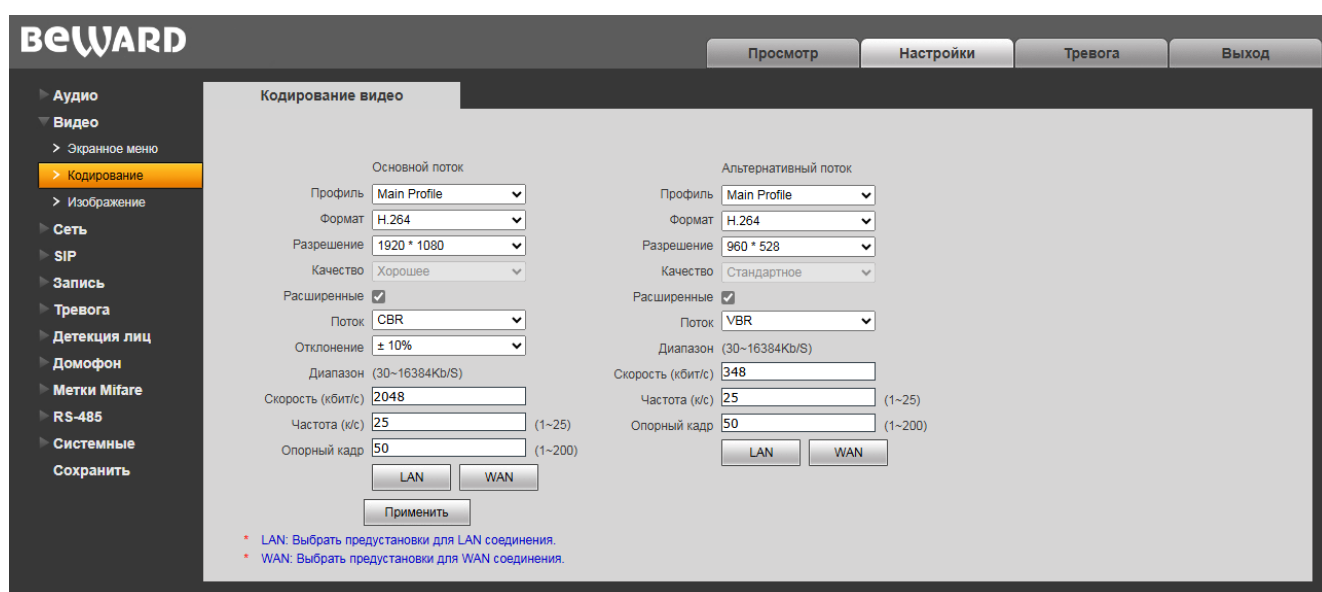 BEWARD
Просмотр Настройки Тревога Выход
Аудио
Видео
> Экранное меню
> Кодирование
> Изображение
Сеть
SIP
Запись
Тревога
Детекция лиц
Домофон
Метки Mifare
RS-485
Системные
Сохранить
Кодирование видео
Основной поток
Профиль Main Profile
Формат H.264
Разрешение 1920 * 1080
Качество Хорошее
Расширенные
Поток CBR
Отклонение ± 10%
Диапазон (30~16384Kb/S)
Скорость (кбит/с) 2048
Частота (к/с) 25 (1~25)
Опорный кадр 50 (1~200)
LAN WAN
Применить
Альтернативный поток
Профиль Main Profile
Формат H.264
Разрешение 960 * 528
Качество Стандартное
Расширенные
Поток VBR
Диапазон (30~16384Kb/S)
Скорость (кбит/с) 348
Частота (к/с) 25 (1~25)
Опорный кадр 50 (1~200)
LAN WAN
* LAN: Выбрать предустановки для LAN соединения.
* WAN: Выбрать предустановки для WAN соединения.